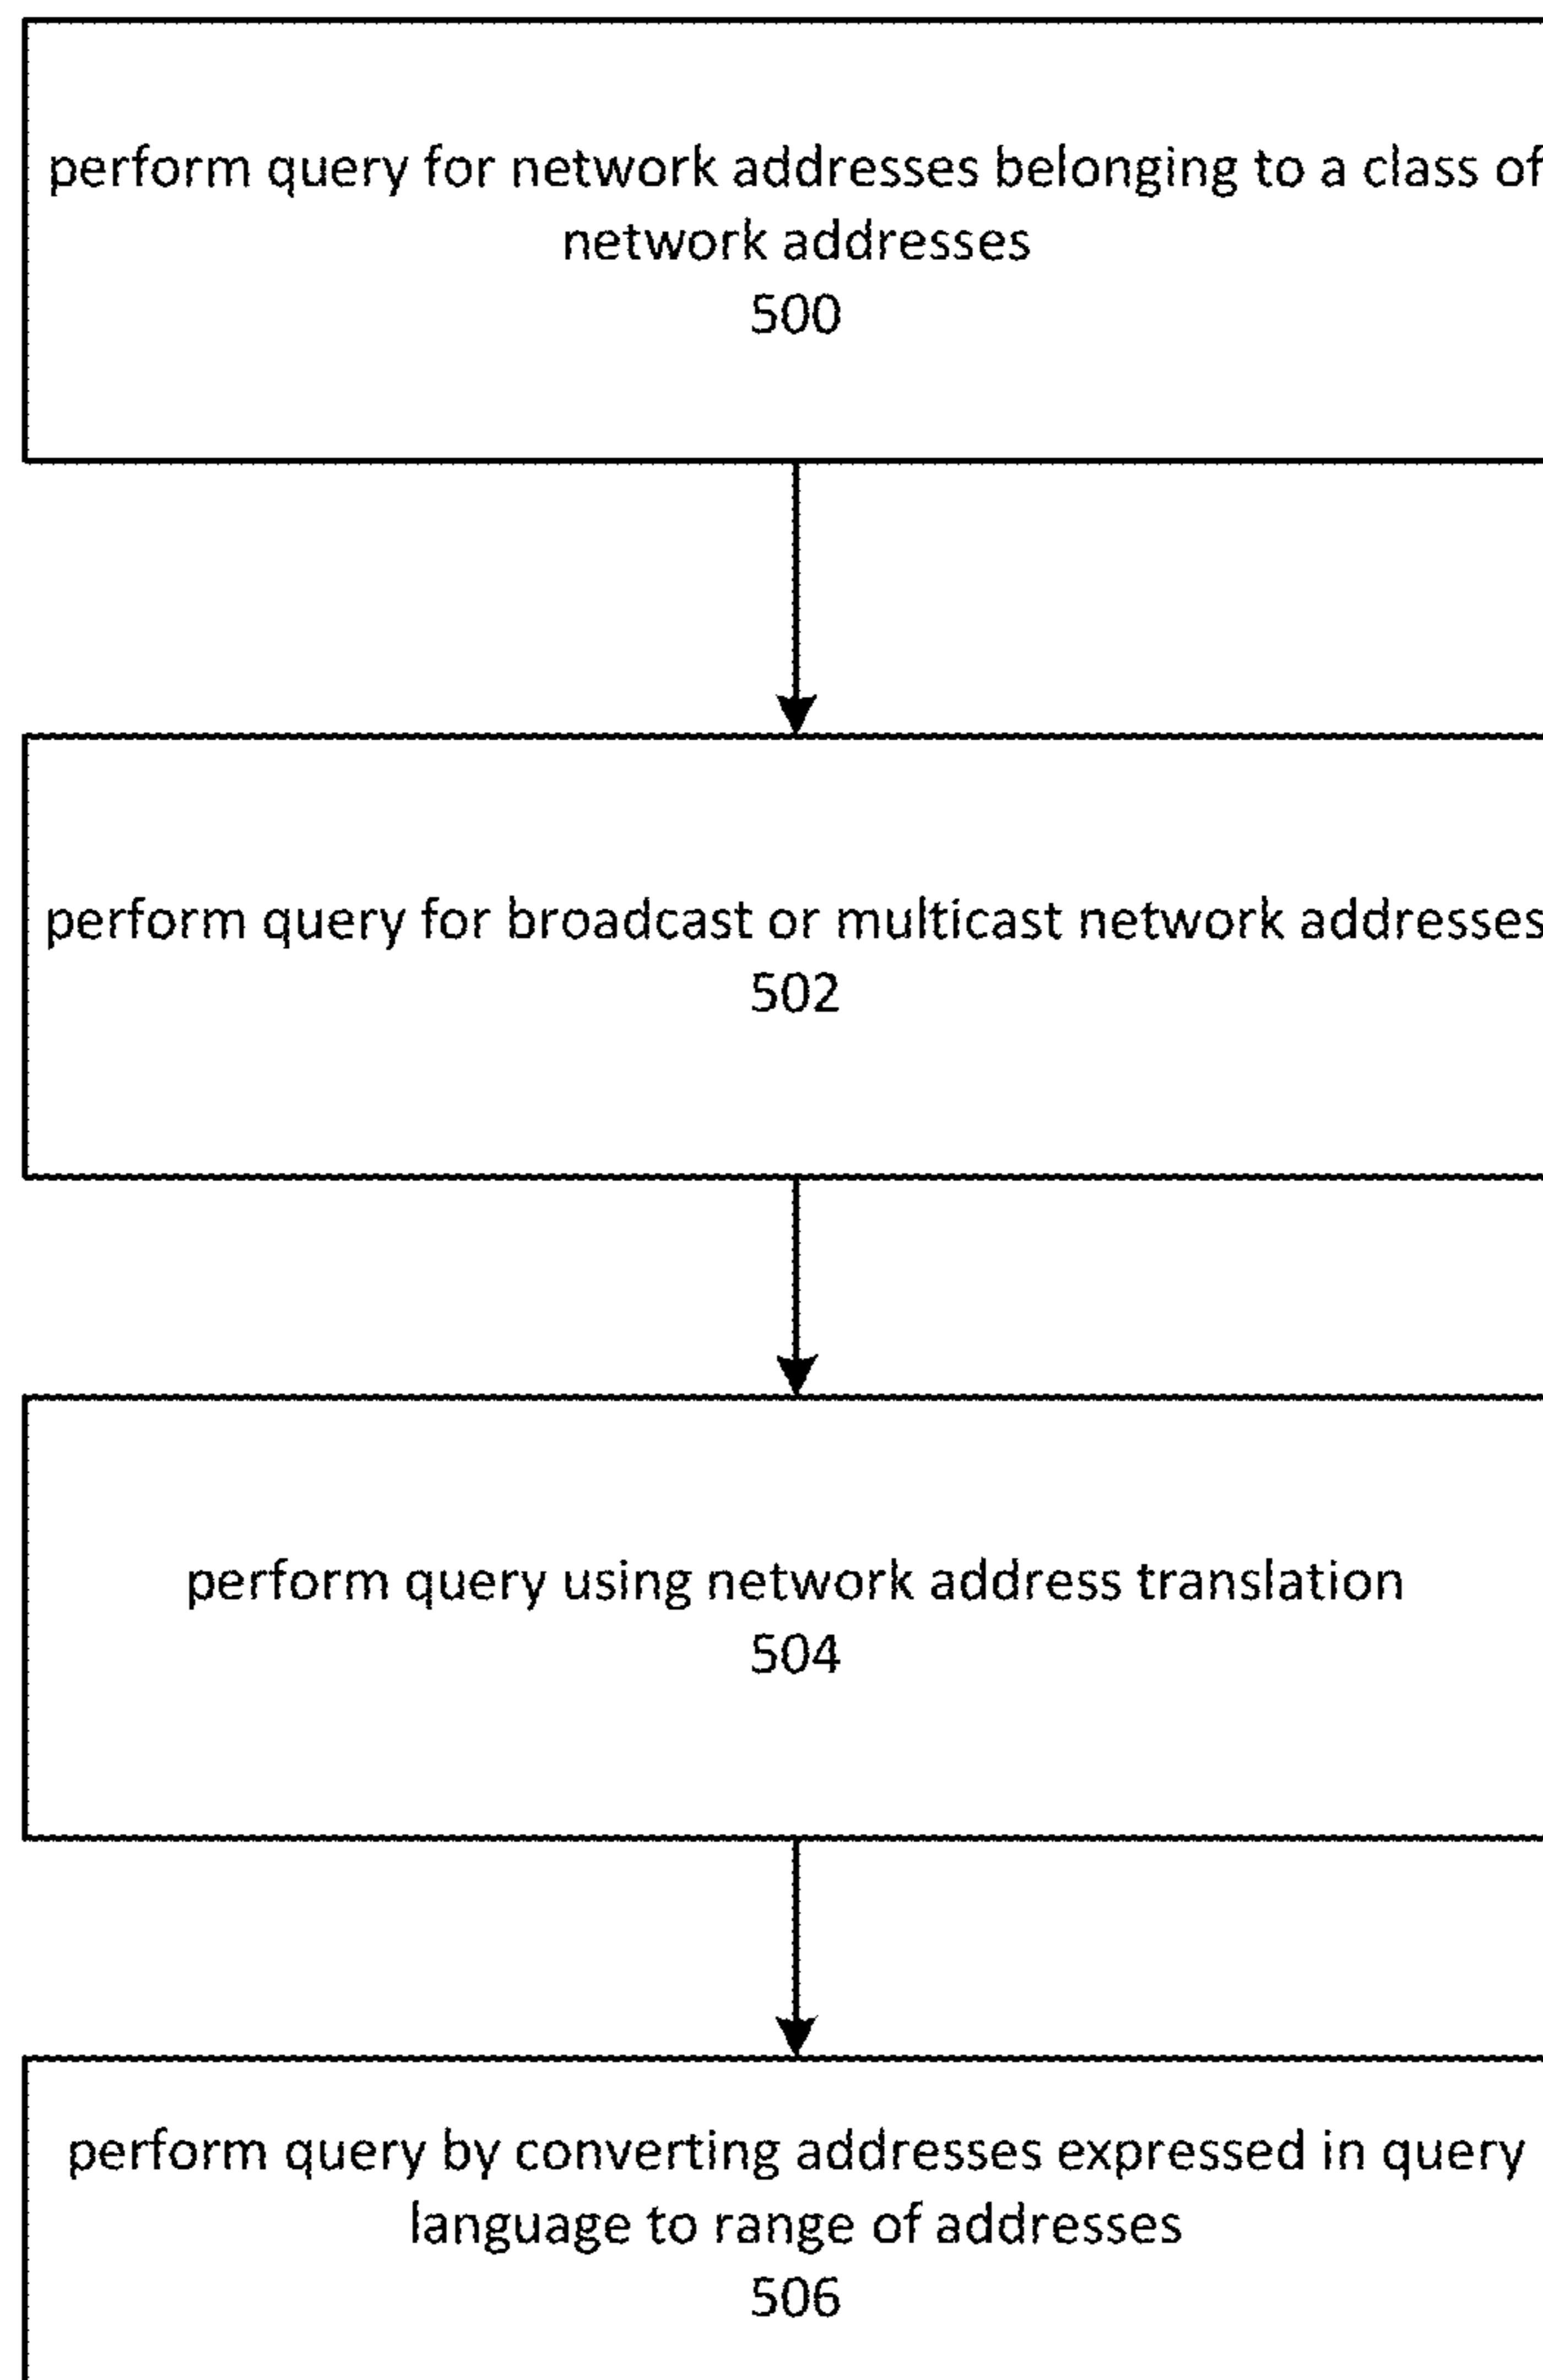 perform query for network addresses belonging to a class of
network addresses
500
perform query for broadcast or multicast network addresses
502
perform query using network address translation
504
perform query by converting addresses expressed in query
language to range of addresses
506